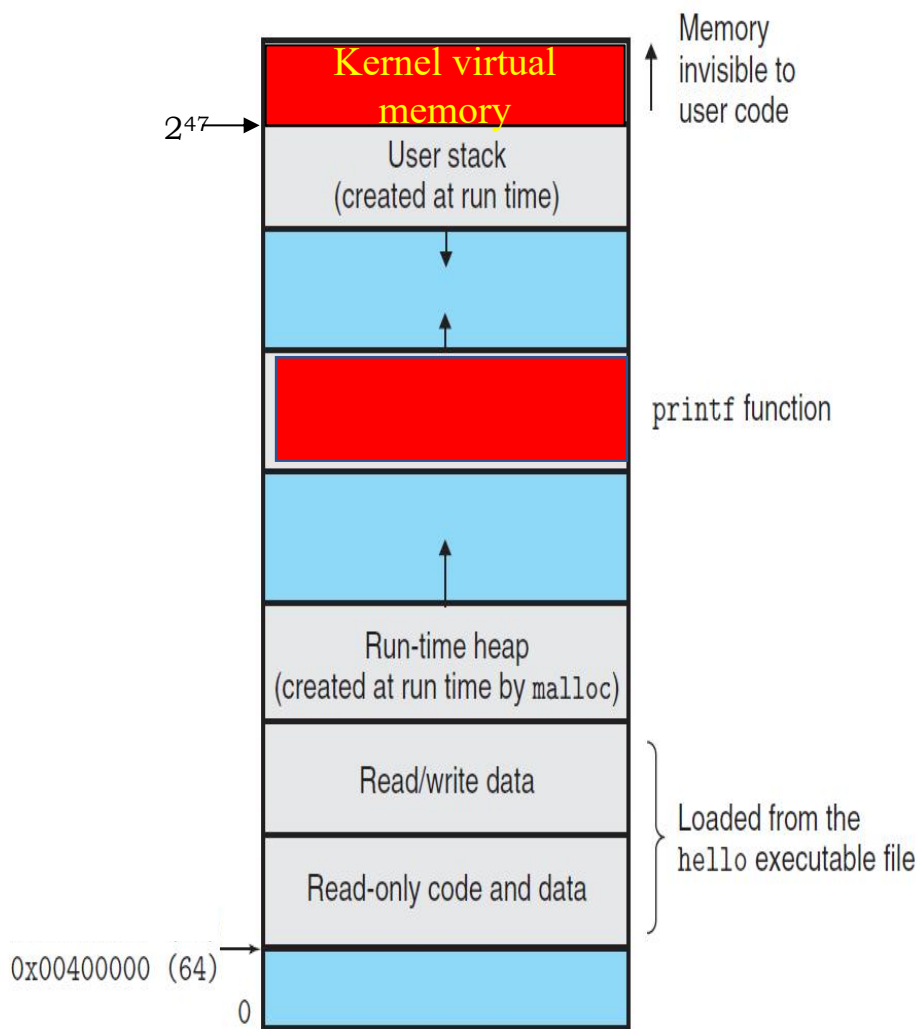 Kernel virtual
memory
Memory
invisible to
user code
2⁴⁷
User stack
(created at run time)
printf function
Run-time heap
(created at run time by malloc)
Read/write data
Loaded from the
hello executable file
Read-only code and data
0x00400000 (64)
0